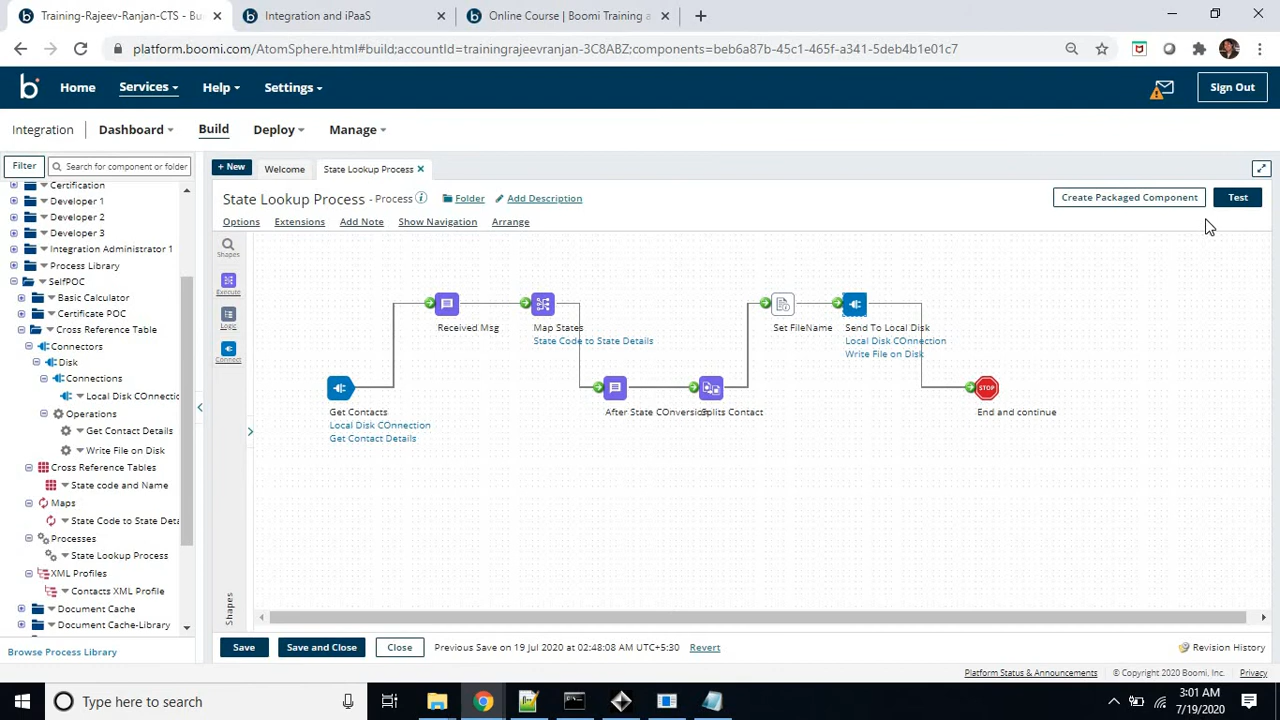 Training-Rajeev-Ranjan-CTS - Bu
Integration and iPaaS
Online Course | Boomi Training a
platform.boomi.com/AtomSphere.html#build;accountId=trainingrajeevranjan-3C8ABZ;components=beb6a87b-45c1-465f-a341-5deb4b1e01c7
Home
Services
Help
Settings
Sign Out
Integration
Dashboard
Build
Deploy
Manage
Filter
Search for component or folder
+ New
Welcome
State Lookup Process
Certification
Developer 1
Developer 2
Developer 3
Integration Administrator 1
Process Library
SelfPOC
Basic Calculator
Certificate POC
Cross Reference Table
Connectors
Disk
Connections
Local Disk COnnectic
Operations
Get Contact Details
Write File on Disk
Cross Reference Tables
State code and Name
Maps
State Code to State Deta
Processes
State Lookup Process
XML Profiles
Contacts XML Profile
Document Cache
Document Cache-Library
Browse Process Library
State Lookup Process - Process
Folder
Add Description
Create Packaged Component
Test
Options
Extensions
Add Note
Show Navigation
Arrange
Shapes
Execute
Logic
Connect
Shapes
Received Msg
Map States
State Code to State Details
Set FileName
Send To Local Disk
Local Disk COnnection
Write File on Disk
Get Contacts
Local Disk COnnection
Get Contact Details
After State COnversion
Splits Contact
STOP
End and continue
Save
Save and Close
Close
Previous Save on 19 Jul 2020 at 02:48:08 AM UTC+5:30
Revert
Revision History
Platform Status & Announcements
© Copyright 2020 Boomi, Inc.
Privacy
Type here to search
3:01 AM
7/19/2020